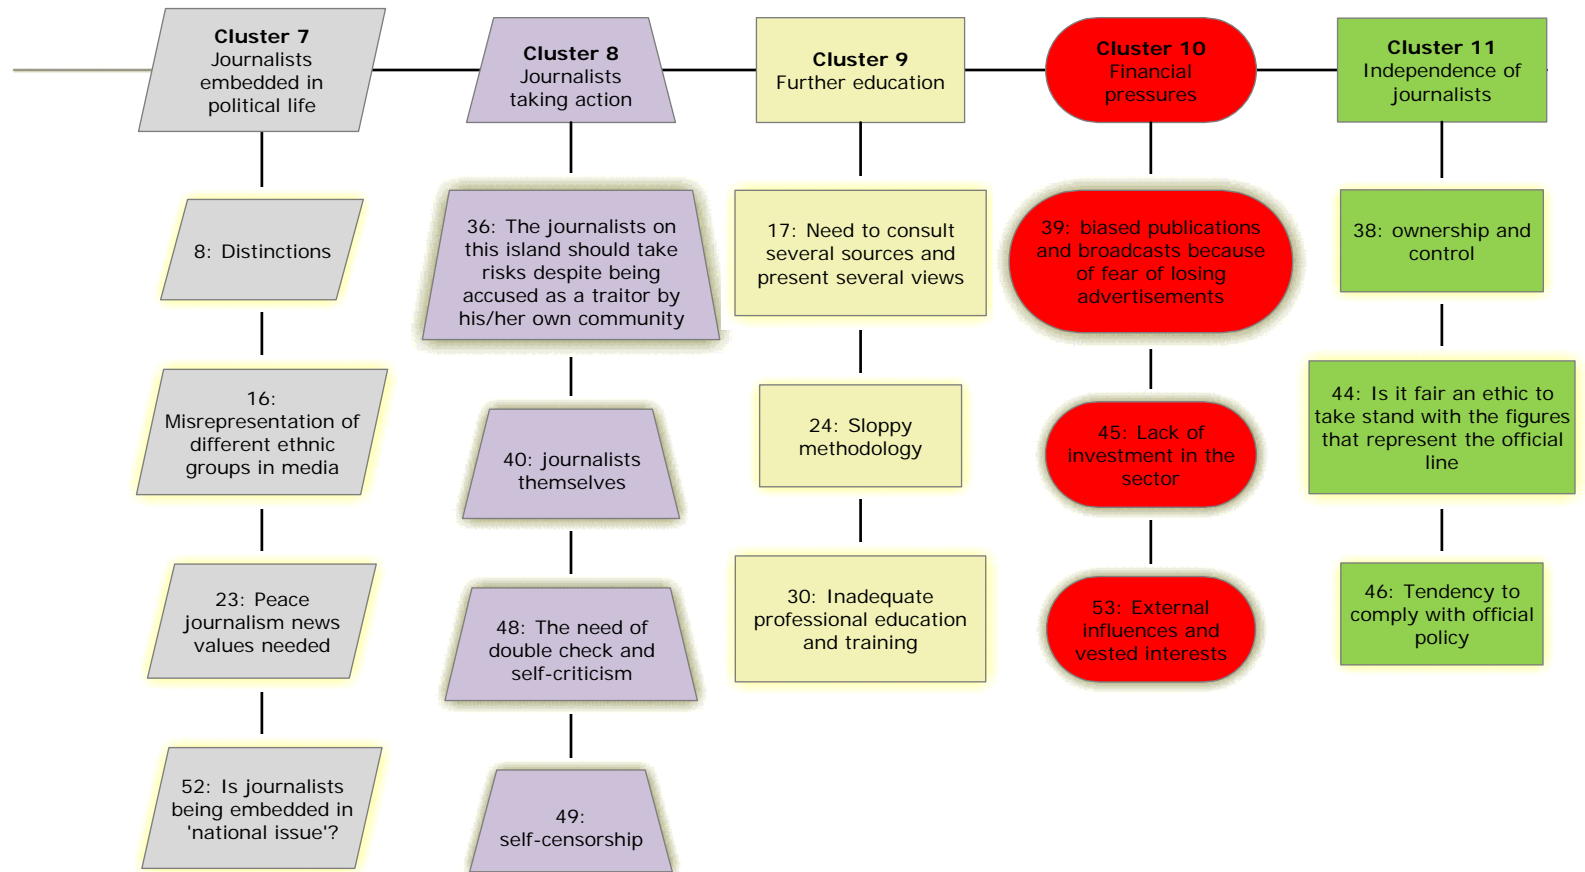 Cluster 7
Journalists
embedded in
political life
8: Distinctions
16:
Misrepresentation of
different ethnic
groups in media
23: Peace
journalism news
values needed
52: Is journalists
being embedded in
'national issue'?
Cluster 8
Journalists
taking action
36: The journalists on
this island should take
risks despite being
accused as a traitor by
his/her own community
40: journalists
themselves
48: The need of
double check and
self-criticism
49:
self-censorship
Cluster 9
Further education
17: Need to consult
several sources and
present several views
24: Sloppy
methodology
30: Inadequate
professional education
and training
Cluster 10
Financial
pressures
39: biased publications
and broadcasts because
of fear of losing
advertisements
45: Lack of
investment in the
sector
53: External
influences and
vested interests
Cluster 11
Independence of
journalists
38: ownership and
control
44: Is it fair an ethic to
take stand with the figures
that represent the official
line
46: Tendency to
comply with official
policy